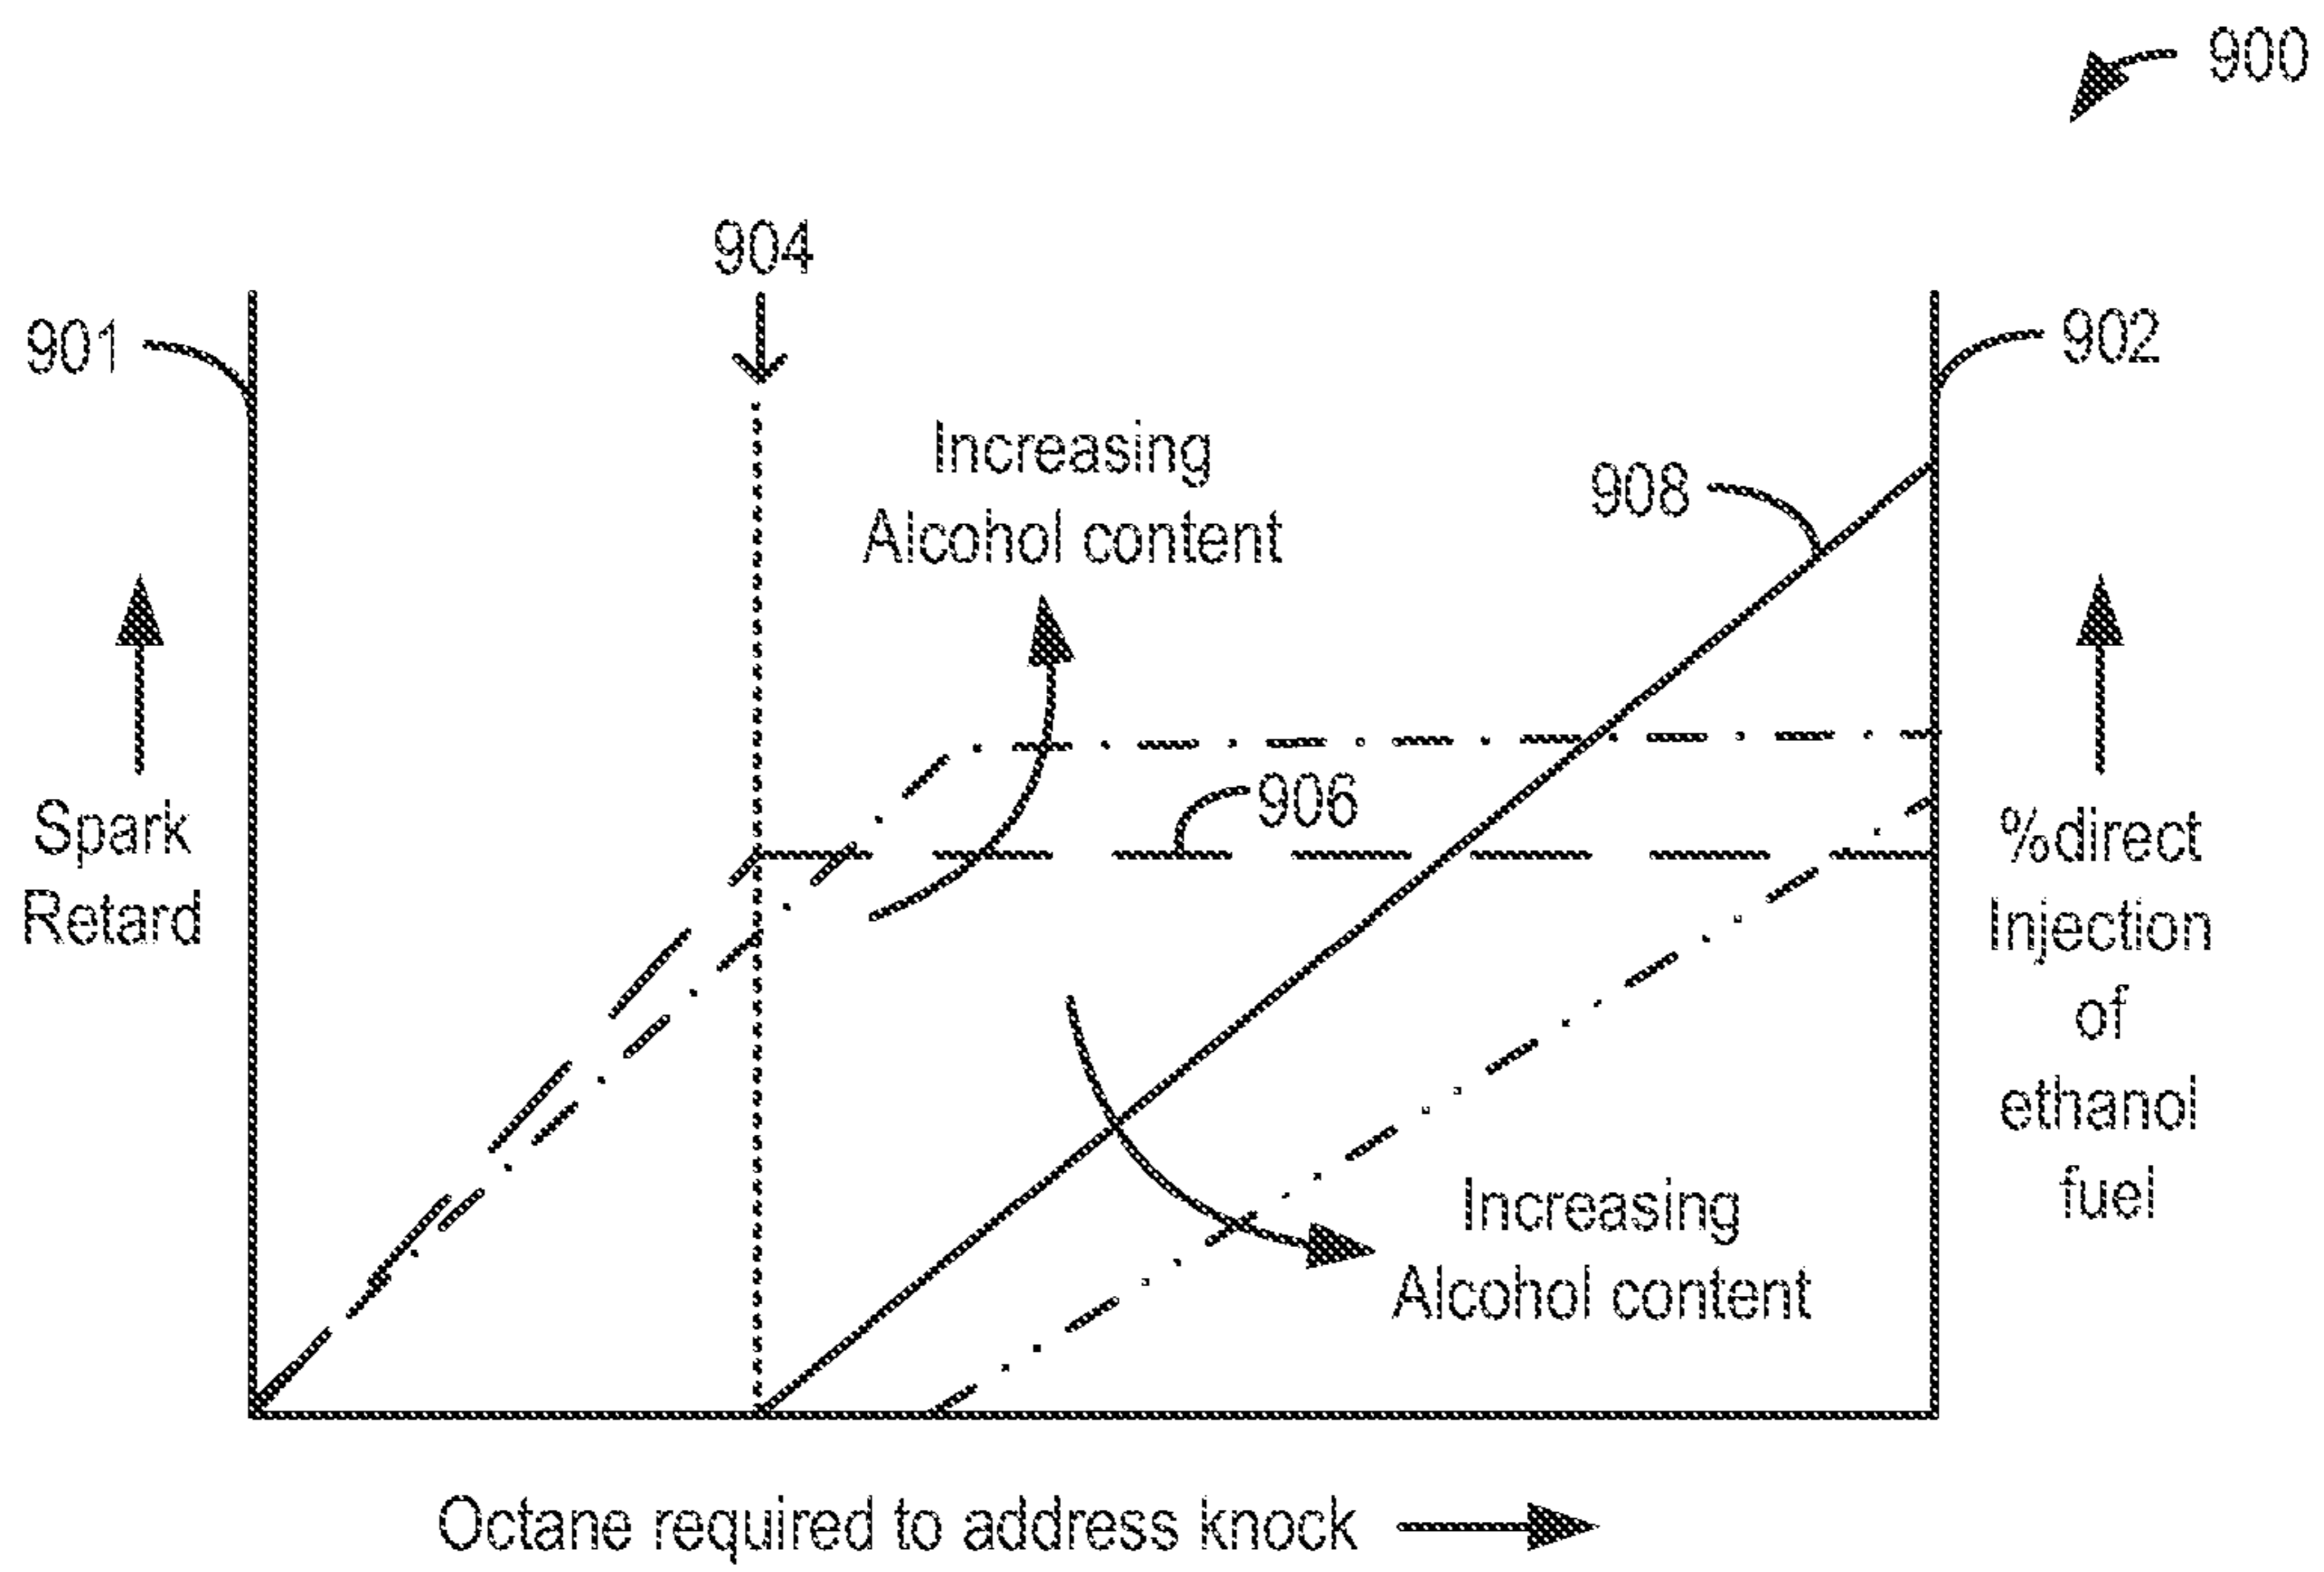 900
904
901
902
Increasing
Alcohol content
908
906
Spark
Retard
%direct
Injection
of
ethanol
fuel
Increasing
Alcohol content
Octane required to address knock